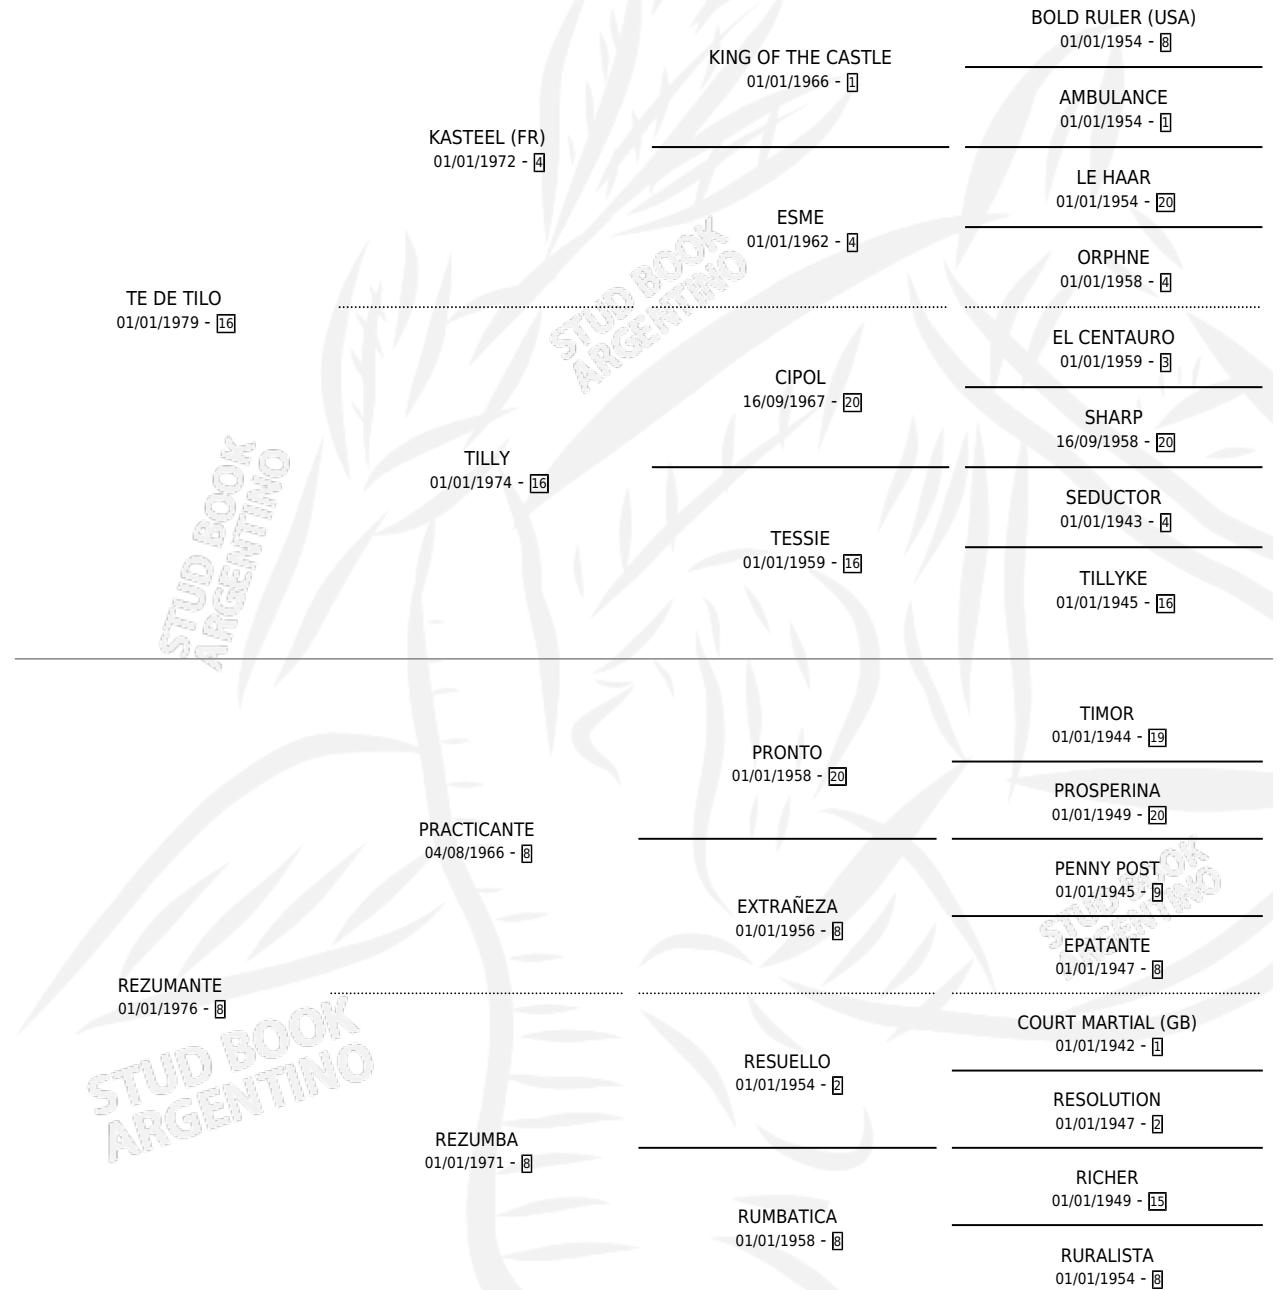 BOLD RULER (USA)
01/01/1954 - 8
KING OF THE CASTLE
01/01/1966 - 1
AMBULANCE
01/01/1954 - 1
KASTEEL (FR)
01/01/1972 - 4
LE HAAR
01/01/1954 - 20
ESME
01/01/1962 - 4
ORPHNE
01/01/1958 - 4
TE DE TILO
01/01/1979 - 16
EL CENTAURO
01/01/1959 - 3
CIPOL
16/09/1967 - 20
SHARP
16/09/1958 - 20
TILLY
01/01/1974 - 16
SEDUCTOR
01/01/1943 - 4
TESSIE
01/01/1959 - 16
TILLYKE
01/01/1945 - 16
TIMOR
01/01/1944 - 19
PRONTO
01/01/1958 - 20
PROSPERINA
01/01/1949 - 20
PRACTICANTE
04/08/1966 - 8
PENNY POST
01/01/1945 - 9
EXTRAÑEZA
01/01/1956 - 8
EPATANTE
01/01/1947 - 8
REZUMANTE
01/01/1976 - 8
COURT MARTIAL (GB)
01/01/1942 - 1
RESUELLO
01/01/1954 - 2
RESOLUTION
01/01/1947 - 2
REZUMBA
01/01/1971 - 8
RICHER
01/01/1949 - 15
RUMBATICA
01/01/1958 - 8
RURALISTA
01/01/1954 - 8
STUD BOOK
ARGENTINO
STUD BOOK
ARGENTINO
STUD BOOK
ARGENTINO
STUD BOOK
ARGENTINO